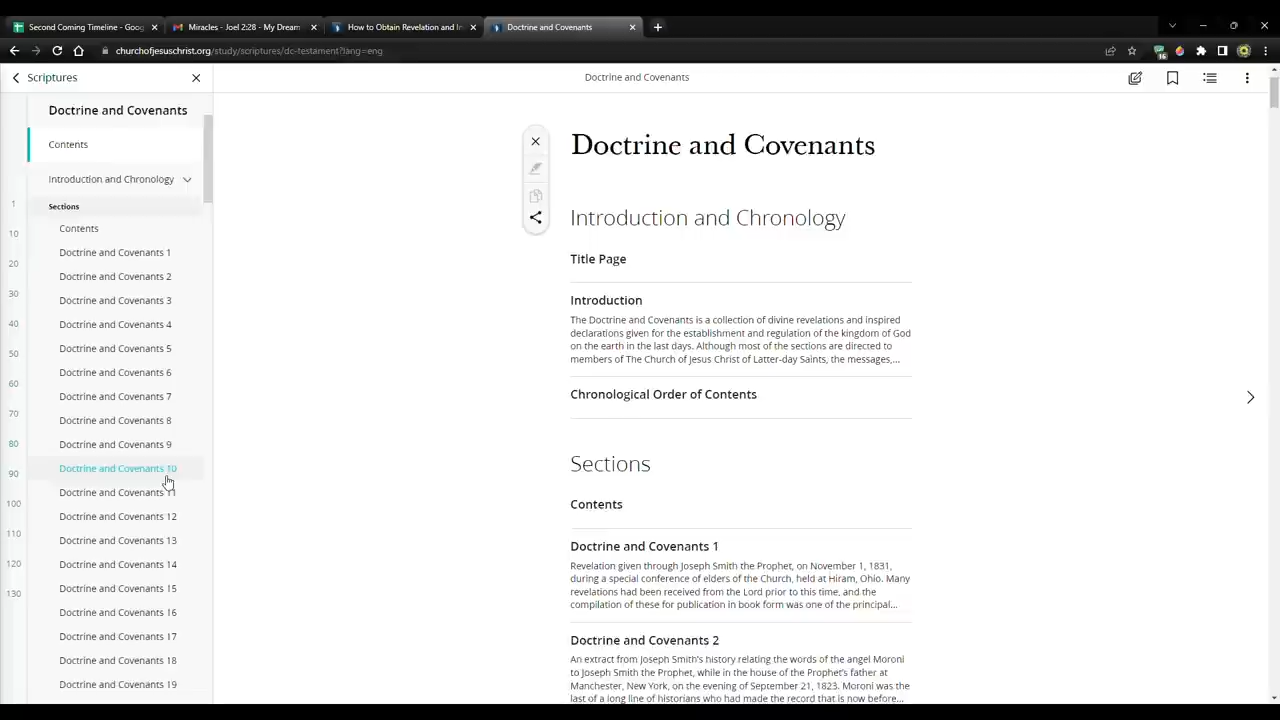 Second Coming Timeline - Goog
Miracles - Joel 2:28 - My Dream
How to Obtain Revelation and In
Doctrine and Covenants
churchofjesuschrist.org/study/scriptures/dc-testament?lang=eng
16
Scriptures
Doctrine and Covenants
Doctrine and Covenants
Contents
Introduction and Chronology
Sections
Contents
Doctrine and Covenants 1
Doctrine and Covenants 2
Doctrine and Covenants 3
Doctrine and Covenants 4
Doctrine and Covenants 5
Doctrine and Covenants 6
Doctrine and Covenants 7
Doctrine and Covenants 8
Doctrine and Covenants 9
Doctrine and Covenants 10
Doctrine and Covenants 11
Doctrine and Covenants 12
Doctrine and Covenants 13
Doctrine and Covenants 14
Doctrine and Covenants 15
Doctrine and Covenants 16
Doctrine and Covenants 17
Doctrine and Covenants 18
Doctrine and Covenants 19
1
10
20
30
40
50
60
70
80
90
100
110
120
130
Doctrine and Covenants
Introduction and Chronology
Title Page
Introduction
The Doctrine and Covenants is a collection of divine revelations and inspired
declarations given for the establishment and regulation of the kingdom of God
on the earth in the last days. Although most of the sections are directed to
members of The Church of Jesus Christ of Latter-day Saints, the messages,...
Chronological Order of Contents
Sections
Contents
Doctrine and Covenants 1
Revelation given through Joseph Smith the Prophet, on November 1, 1831,
during a special conference of elders of the Church, held at Hiram, Ohio. Many
revelations had been received from the Lord prior to this time, and the
compilation of these for publication in book form was one of the principal...
Doctrine and Covenants 2
An extract from Joseph Smith's history relating the words of the angel Moroni
to Joseph Smith the Prophet, while in the house of the Prophet's father at
Manchester, New York, on the evening of September 21, 1823. Moroni was the
last of a long line of historians who had made the record that is now before...